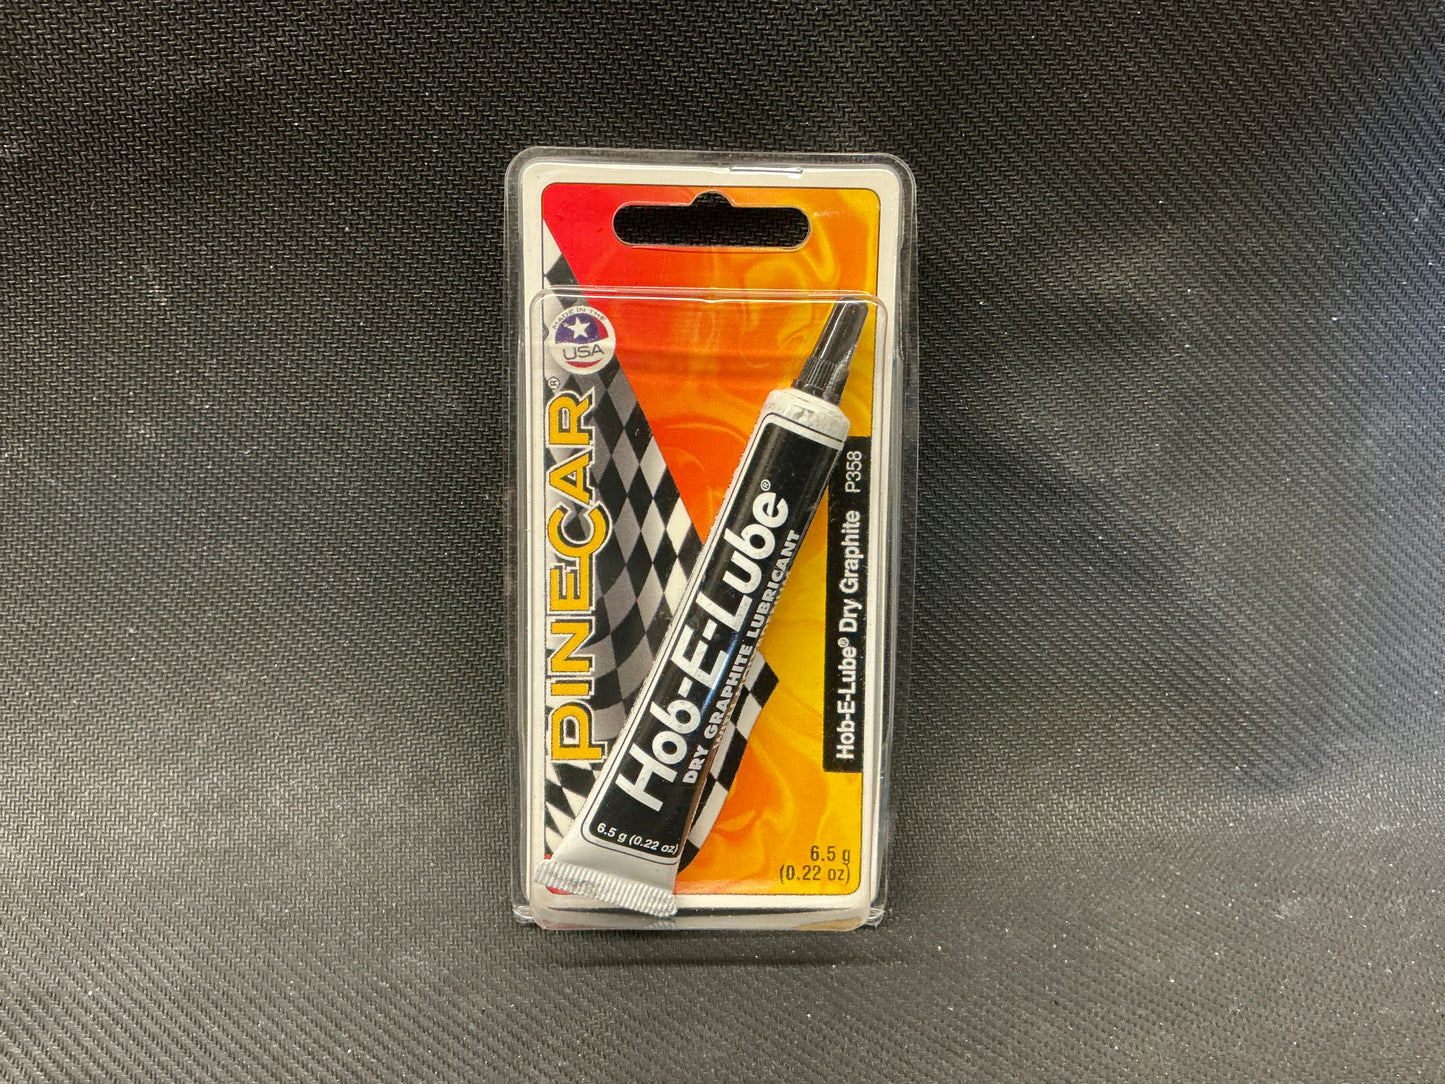 MADE IN THE
USA
PINECAR®
Hob-E-Lube®
DRY GRAPHITE LUBRICANT
6.5 g (0.22 oz)
Hob-E-Lube® Dry Graphite P358
6.5 g
(0.22 oz)